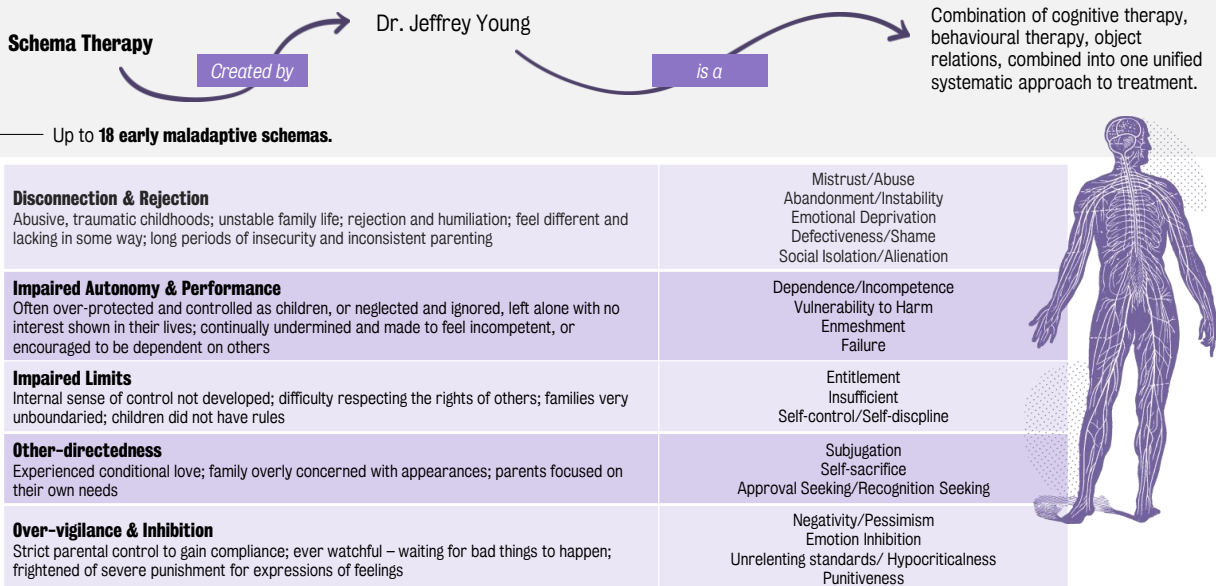 Schema Therapy
Created by
Dr. Jeffrey Young
is a
Combination of cognitive therapy,
behavioural therapy, object
relations, combined into one unified
systematic approach to treatment.
Up to 18 early maladaptive schemas.
Disconnection & Rejection
Abusive, traumatic childhoods; unstable family life; rejection and humiliation; feel different and
lacking in some way; long periods of insecurity and inconsistent parenting
Mistrust/Abuse
Abandonment/Instability
Emotional Deprivation
Defectiveness/Shame
Social Isolation/Alienation
Impaired Autonomy & Performance
Often over-protected and controlled as children, or neglected and ignored, left alone with no
interest shown in their lives; continually undermined and made to feel incompetent, or
encouraged to be dependent on others
Dependence/Incompetence
Vulnerability to Harm
Enmeshment
Failure
Impaired Limits
Internal sense of control not developed; difficulty respecting the rights of others; families very
unboundaried; children did not have rules
Entitlement
Insufficient
Self-control/Self-discpline
Other-directedness
Experienced conditional love; family overly concerned with appearances; parents focused on
their own needs
Subjugation
Self-sacrifice
Approval Seeking/Recognition Seeking
Over-vigilance & Inhibition
Strict parental control to gain compliance; ever watchful – waiting for bad things to happen;
frightened of severe punishment for expressions of feelings
Negativity/Pessimism
Emotion Inhibition
Unrelenting standards/ Hypocriticalness
Punitiveness